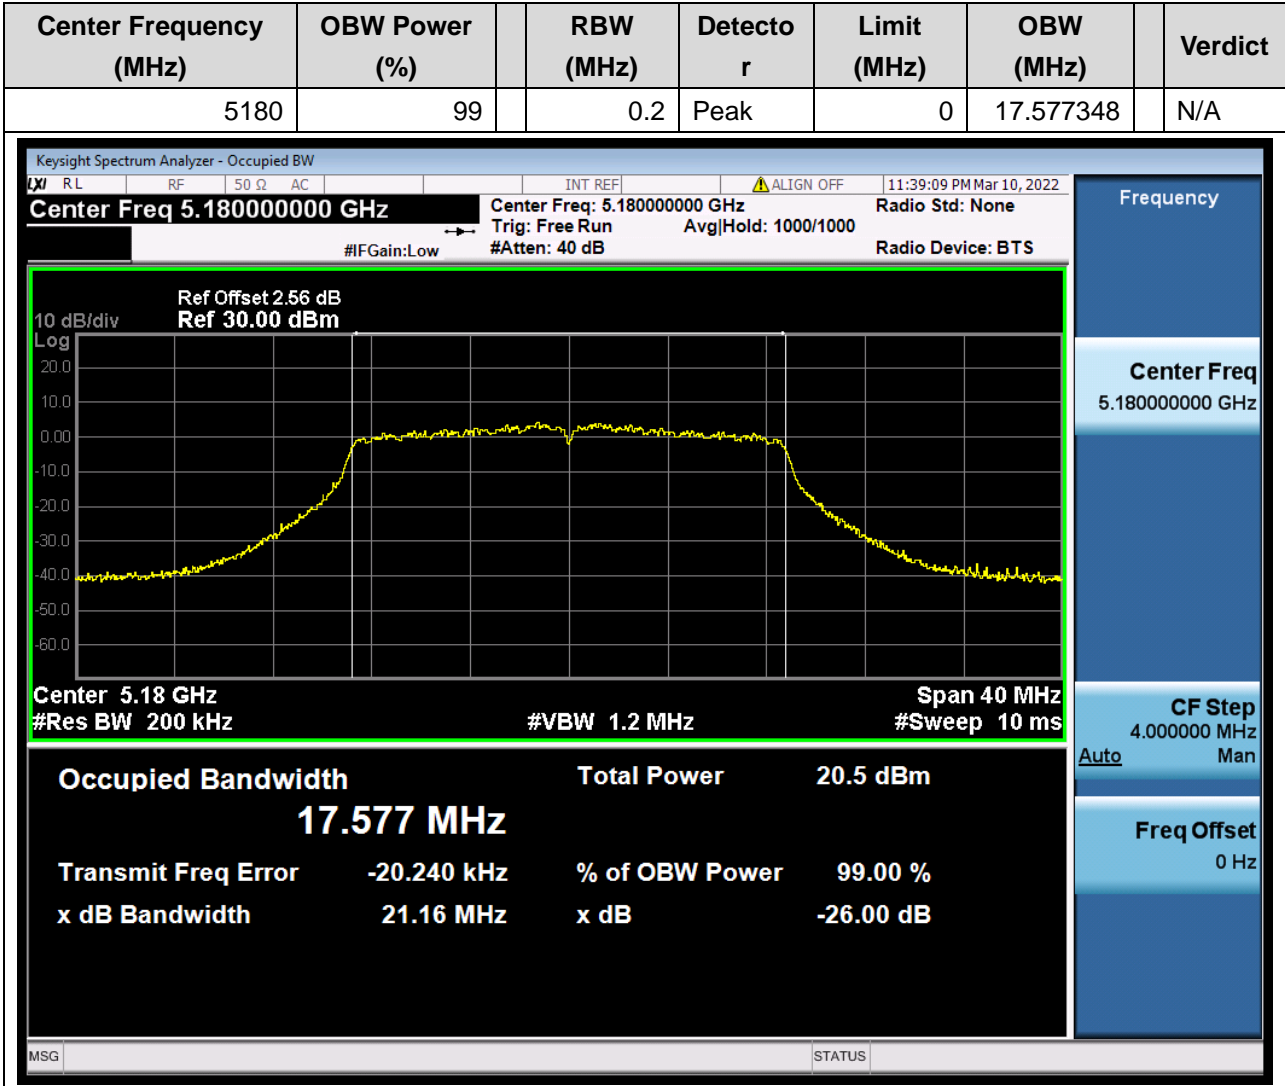 Center Frequency (MHz) OBW Power (%) RBW (MHz) Detecto r Limit (MHz) OBW (MHz) Verdict
5180 99 0.2 Peak 0 17.577348 N/A
Keysight Spectrum Analyzer - Occupied BW
LXI RL RF 50 Ω AC INT REF ALIGN OFF 11:39:09 PM Mar 10, 2022
Center Freq 5.180000000 GHz
Center Freq: 5.180000000 GHz Radio Std: None
Trig: Free Run Avg|Hold: 1000/1000
#IFGain:Low #Atten: 40 dB Radio Device: BTS
Ref Offset 2.56 dB
10 dB/div Ref 30.00 dBm
Log
20.0
10.0
0.00
-10.0
-20.0
-30.0
-40.0
-50.0
-60.0
Center 5.18 GHz Span 40 MHz
#Res BW 200 kHz #VBW 1.2 MHz #Sweep 10 ms
Occupied Bandwidth Total Power 20.5 dBm
17.577 MHz
Transmit Freq Error -20.240 kHz % of OBW Power 99.00 %
x dB Bandwidth 21.16 MHz x dB -26.00 dB
Frequency
Center Freq
5.180000000 GHz
CF Step
4.000000 MHz
Auto Man
Freq Offset
0 Hz
MSG STATUS